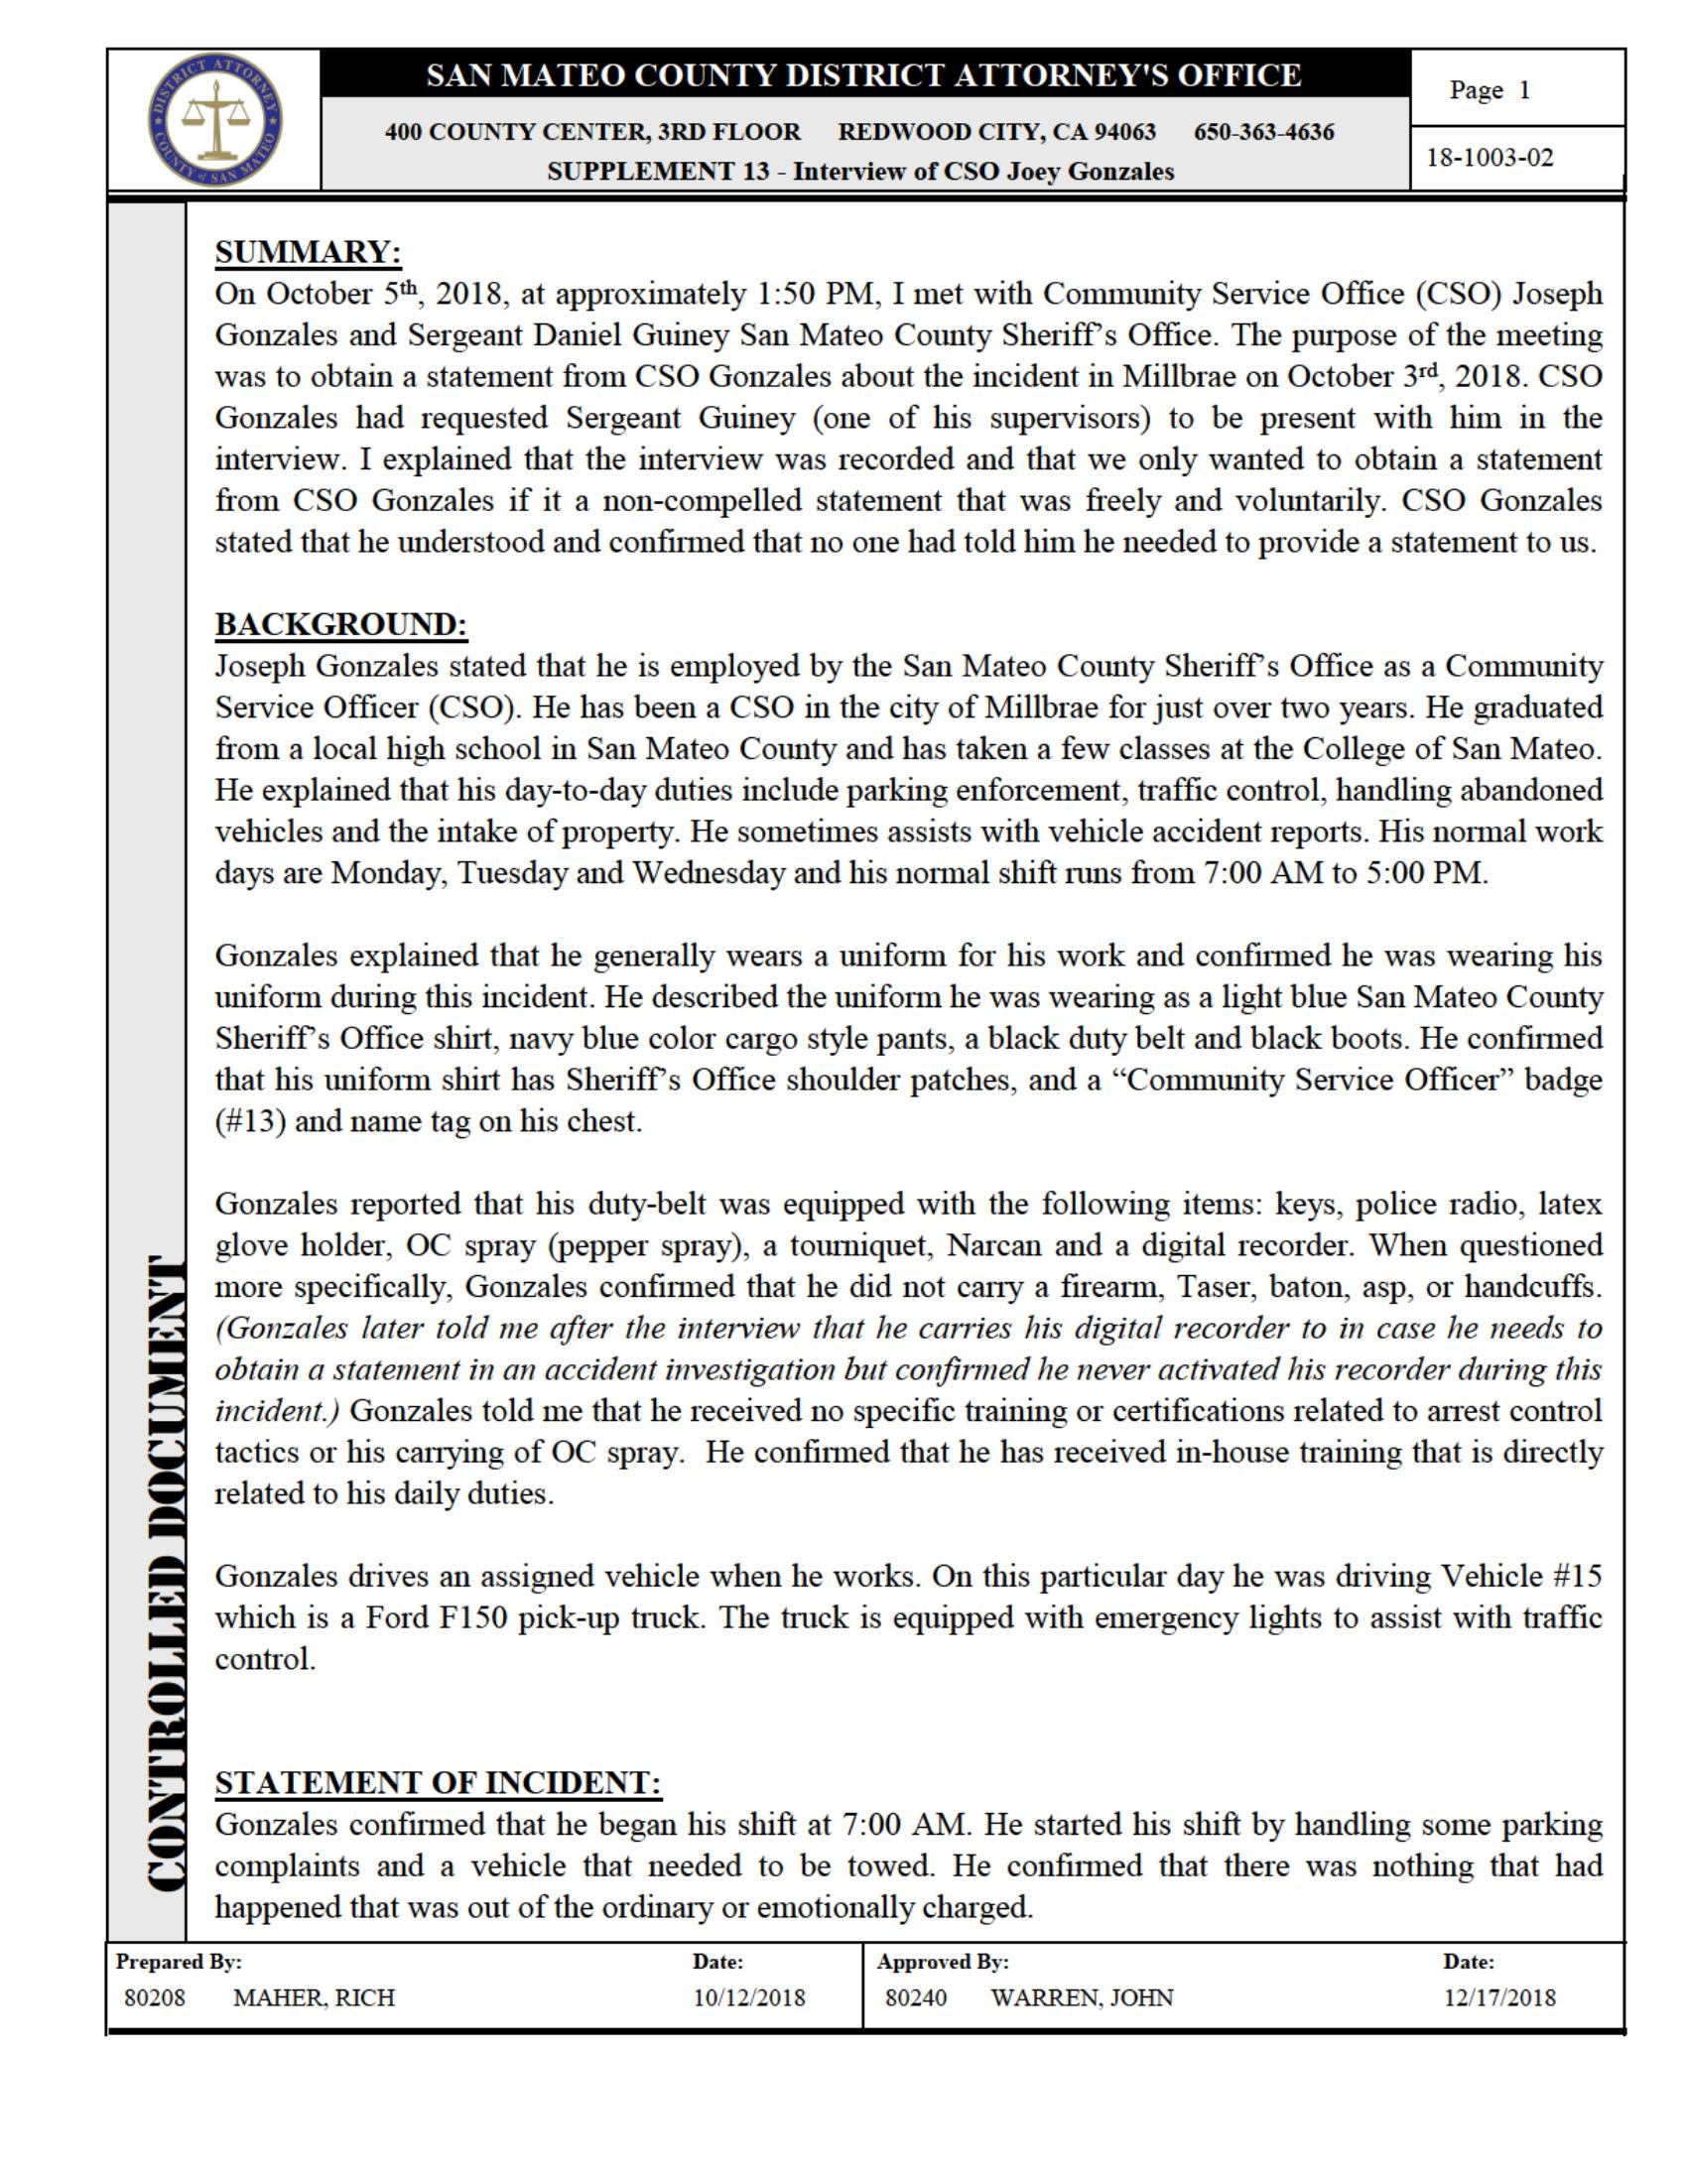 DISTRICT ATTORNEY
COUNTY of SAN MATEO
SAN MATEO COUNTY DISTRICT ATTORNEY'S OFFICE
400 COUNTY CENTER, 3RD FLOOR REDWOOD CITY, CA 94063 650-363-4636
SUPPLEMENT 13 - Interview of CSO Joey Gonzales
Page 1
18-1003-02
SUMMARY:
On October 5th, 2018, at approximately 1:50 PM, I met with Community Service Office (CSO) Joseph
Gonzales and Sergeant Daniel Guiney San Mateo County Sheriff's Office. The purpose of the meeting
was to obtain a statement from CSO Gonzales about the incident in Millbrae on October 3rd, 2018. CSO
Gonzales had requested Sergeant Guiney (one of his supervisors) to be present with him in the
interview. I explained that the interview was recorded and that we only wanted to obtain a statement
from CSO Gonzales if it a non-compelled statement that was freely and voluntarily. CSO Gonzales
stated that he understood and confirmed that no one had told him he needed to provide a statement to us.
BACKGROUND:
Joseph Gonzales stated that he is employed by the San Mateo County Sheriff's Office as a Community
Service Officer (CSO). He has been a CSO in the city of Millbrae for just over two years. He graduated
from a local high school in San Mateo County and has taken a few classes at the College of San Mateo.
He explained that his day-to-day duties include parking enforcement, traffic control, handling abandoned
vehicles and the intake of property. He sometimes assists with vehicle accident reports. His normal work
days are Monday, Tuesday and Wednesday and his normal shift runs from 7:00 AM to 5:00 PM.
Gonzales explained that he generally wears a uniform for his work and confirmed he was wearing his
uniform during this incident. He described the uniform he was wearing as a light blue San Mateo County
Sheriff's Office shirt, navy blue color cargo style pants, a black duty belt and black boots. He confirmed
that his uniform shirt has Sheriff's Office shoulder patches, and a “Community Service Officer” badge
(#13) and name tag on his chest.
Gonzales reported that his duty-belt was equipped with the following items: keys, police radio, latex
glove holder, OC spray (pepper spray), a tourniquet, Narcan and a digital recorder. When questioned
more specifically, Gonzales confirmed that he did not carry a firearm, Taser, baton, asp, or handcuffs.
(Gonzales later told me after the interview that he carries his digital recorder to in case he needs to
obtain a statement in an accident investigation but confirmed he never activated his recorder during this
incident.) Gonzales told me that he received no specific training or certifications related to arrest control
tactics or his carrying of OC spray. He confirmed that he has received in-house training that is directly
related to his daily duties.
Gonzales drives an assigned vehicle when he works. On this particular day he was driving Vehicle #15
which is a Ford F150 pick-up truck. The truck is equipped with emergency lights to assist with traffic
control.
STATEMENT OF INCIDENT:
Gonzales confirmed that he began his shift at 7:00 AM. He started his shift by handling some parking
complaints and a vehicle that needed to be towed. He confirmed that there was nothing that had
happened that was out of the ordinary or emotionally charged.
CONTROLLED DOCUMENT
Prepared By: Date: Approved By: Date:
80208 MAHER, RICH 10/12/2018 80240 WARREN, JOHN 12/17/2018